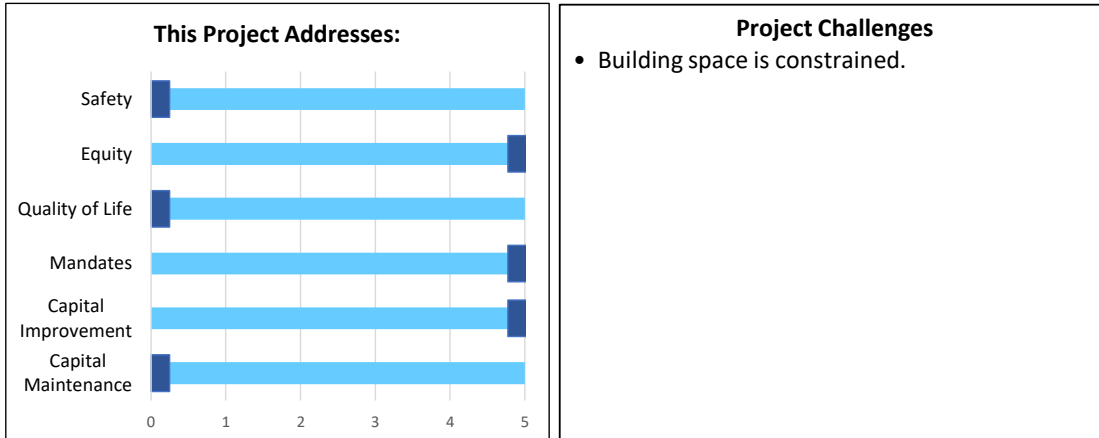 This Project Addresses:
Safety
Equity
Quality of Life
Mandates
Capital
Improvement
Capital
Maintenance
0 1 2 3 4 5
Project Challenges
• Building space is constrained.